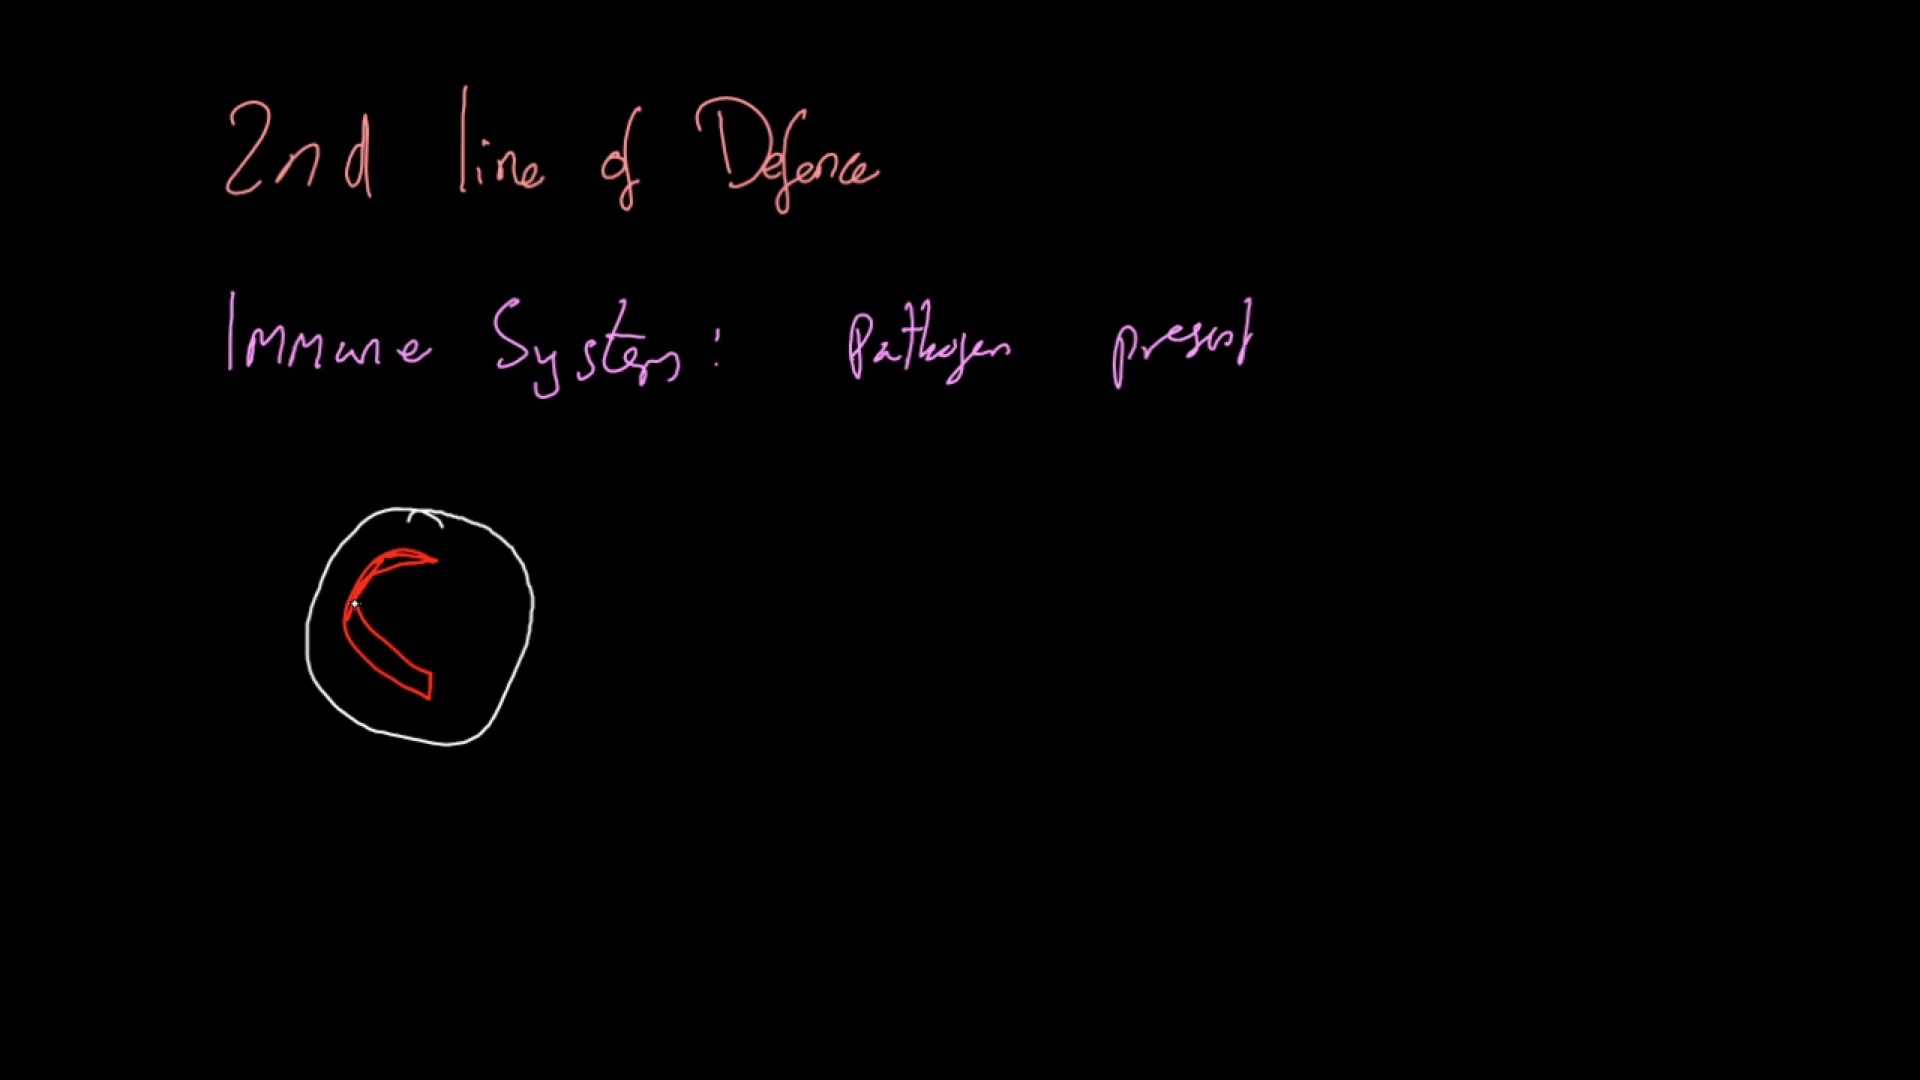 2nd line of Defence
Immune System: Pathogen present